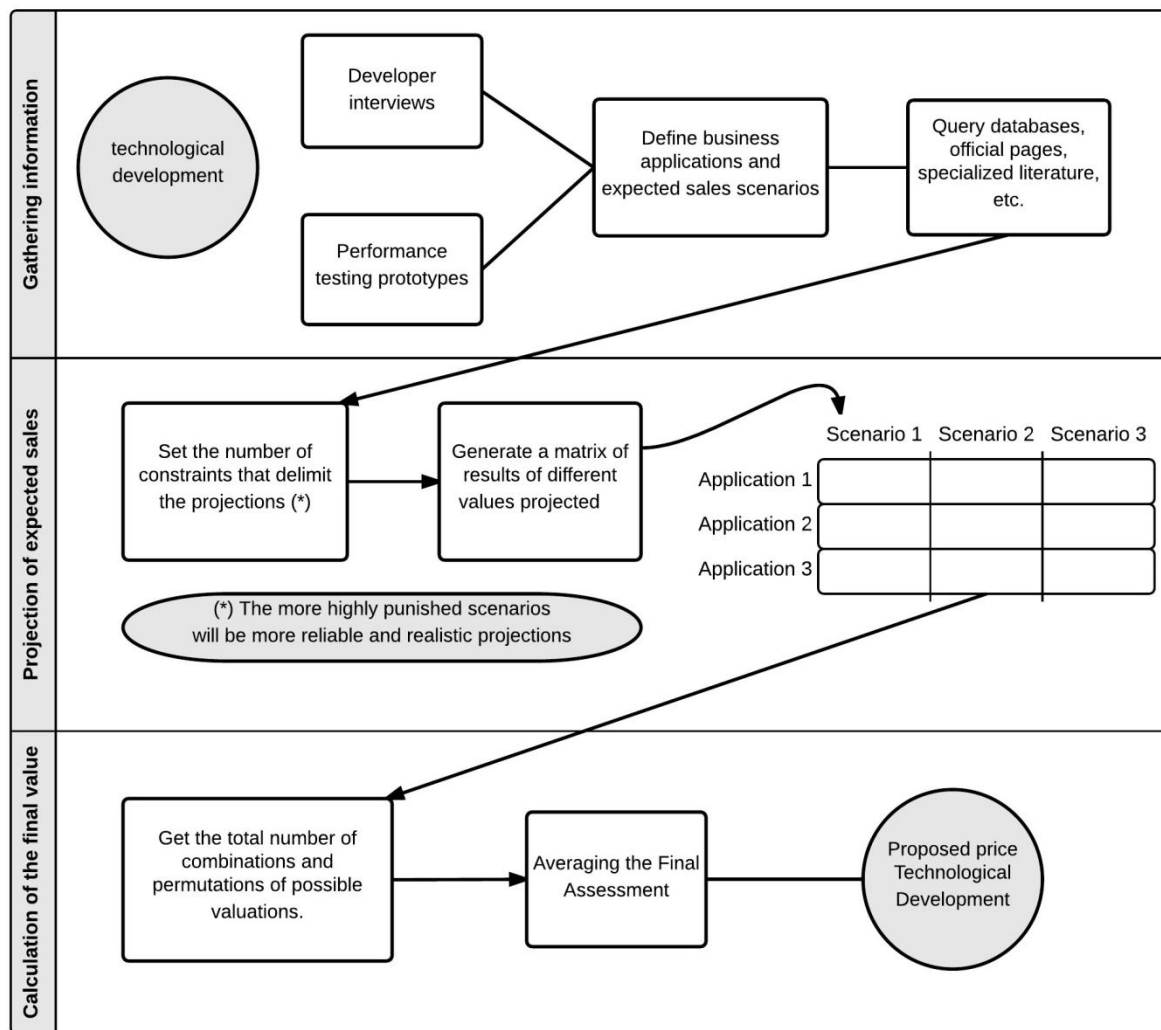 Gathering information
technological
development
Developer
interviews
Performance
testing prototypes
Define business
applications and
expected sales scenarios
Query databases,
official pages,
specialized literature,
etc.
Projection of expected sales
Set the number of
constraints that delimit
the projections (*)
Generate a matrix of
results of different
values projected
Scenario 1 Scenario 2 Scenario 3
Application 1
Application 2
Application 3
(*) The more highly punished scenarios
will be more reliable and realistic projections
Calculation of the final value
Get the total number of
combinations and
permutations of possible
valuations.
Averaging the Final
Assessment
Proposed price
Technological
Development